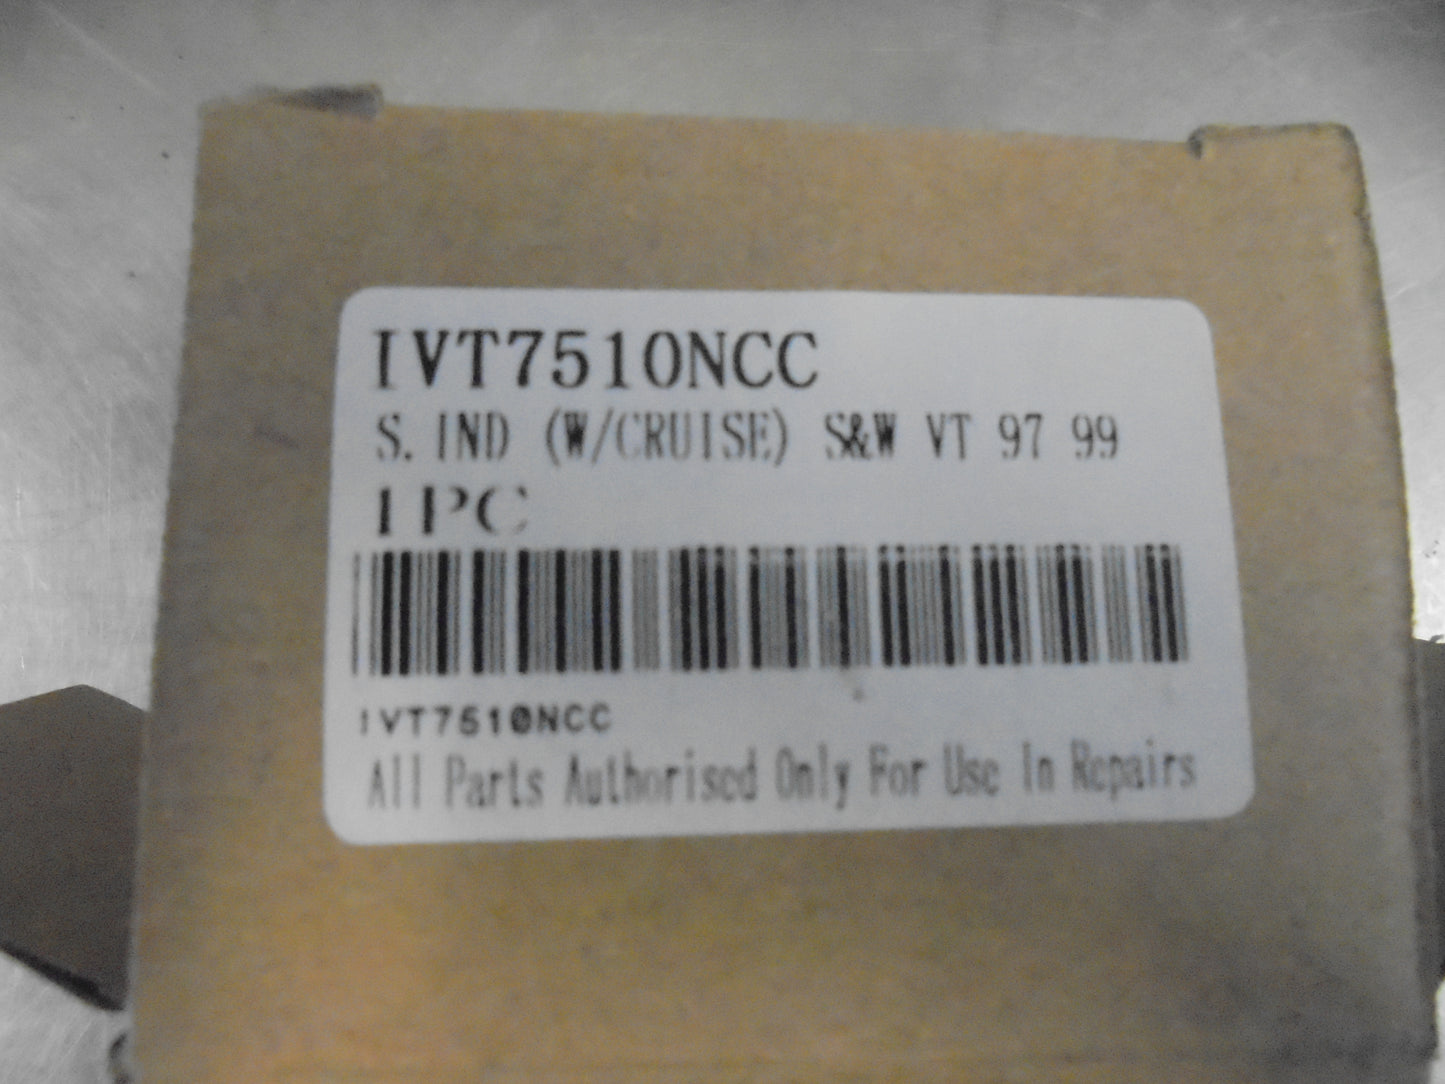 IVT7510NCC
S. IND (W/CRUISE) S&W VT 97 99
1PC
IVT7510NCC
All Parts Authorised Only For Use In Repairs